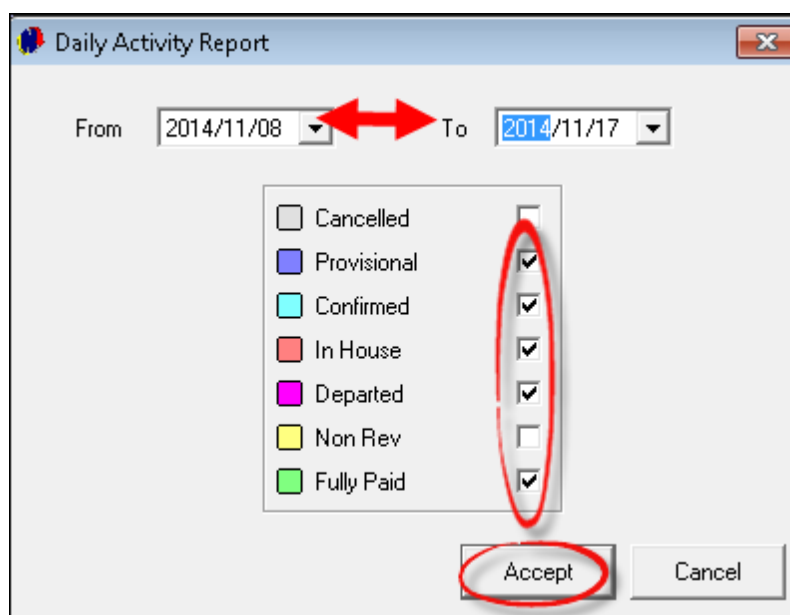 Daily Activity Report
From 2014/11/08 To 2014/11/17
Cancelled
Provisional
Confirmed
In House
Departed
Non Rev
Fully Paid
Accept Cancel